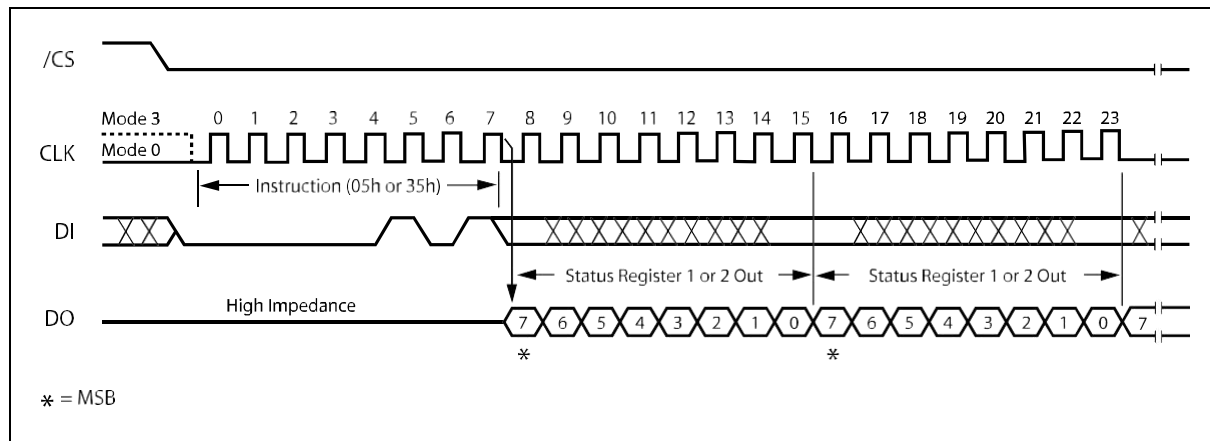 /CS
Mode 3
0 1 2 3 4 5 6 7 8 9 10 11 12 13 14 15 16 17 18 19 20 21 22 23
CLK
Mode 0
Instruction (05h or 35h)
DI
Status Register 1 or 2 Out Status Register 1 or 2 Out
High Impedance
DO
7 6 5 4 3 2 1 0 7 6 5 4 3 2 1 0 7
* *
* = MSB